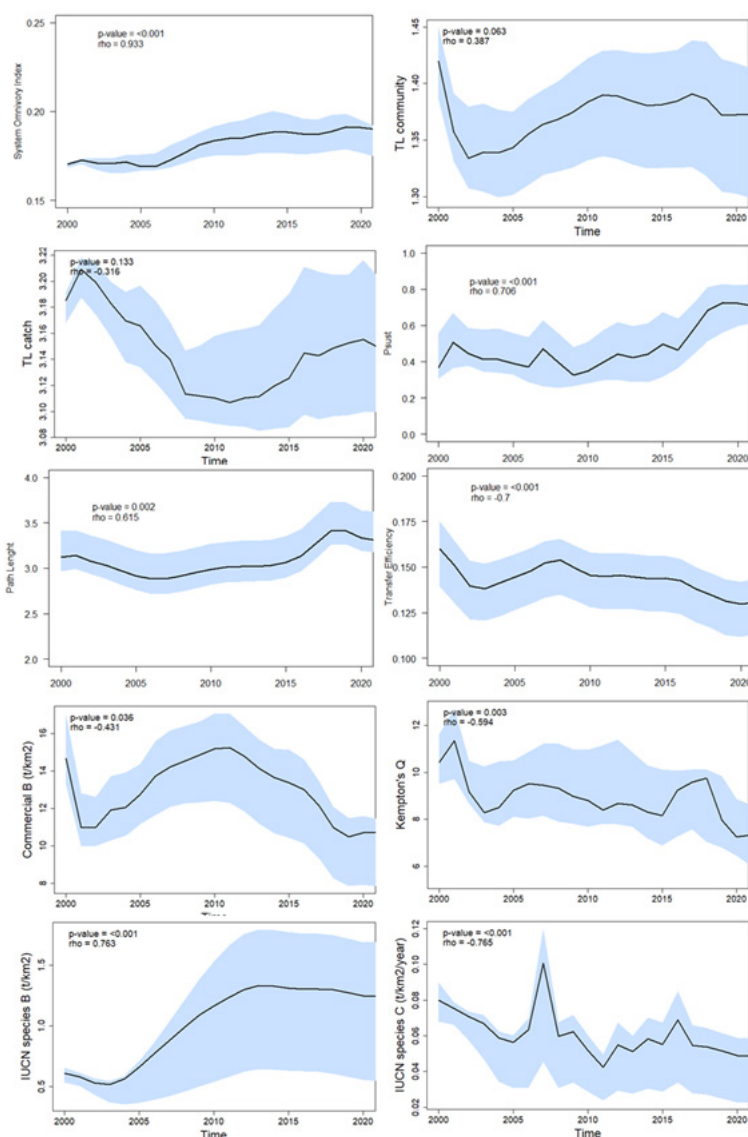 System Omnivory Index
0.25
0.20
0.15
p-value = <0.001
rho = 0.933
2000 2005 2010 2015 2020
TL community
1.45
1.40
1.35
1.30
p-value = 0.063
rho = 0.387
2000 2005 2010 2015 2020
Time
TL catch
3.22
3.20
3.18
3.16
3.14
3.12
3.10
3.08
p-value = 0.133
rho = -0.316
2000 2005 2010 2015 2020
Time
Psust
1.0
0.8
0.6
0.4
0.2
0.0
p-value = <0.001
rho = 0.706
2000 2005 2010 2015 2020
Path Lenght
4.0
3.5
3.0
2.5
2.0
p-value = 0.002
rho = 0.615
2000 2005 2010 2015 2020
Transfer Efficiency
0.200
0.175
0.150
0.125
0.100
p-value = <0.001
rho = -0.7
2000 2005 2010 2015 2020
Commercial B (t/km2)
16
14
12
10
8
p-value = 0.036
rho = -0.431
2000 2005 2010 2015 2020
Time
Kempton's Q
12
10
8
6
p-value = 0.003
rho = -0.594
2000 2005 2010 2015 2020
IUCN species B (t/km2)
1.5
1.0
0.5
p-value = <0.001
rho = 0.763
2000 2005 2010 2015 2020
Time
IUCN species C (t/km2/year)
0.12
0.10
0.08
0.06
0.04
0.02
p-value = <0.001
rho = -0.765
2000 2005 2010 2015 2020
Time